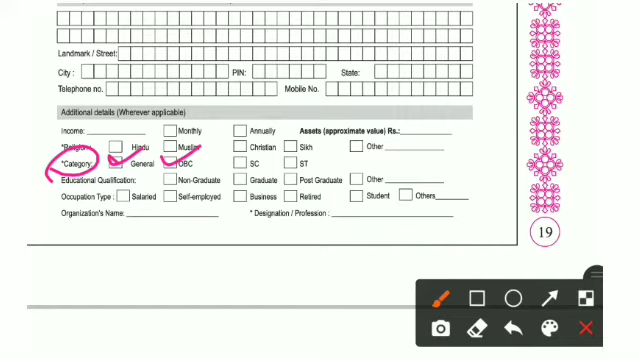 Landmark / Street:
City : PIN: State:
Telephone no. Mobile No.
Additional details (Wherever applicable)
Income: Monthly Annually Assets (approximate value) Rs.:
*Religion: Hindu Muslim Christian Sikh Other
*Category: General OBC SC ST
Educational Qualification: Non-Graduate Graduate Post Graduate Other
Occupation Type : Salaried Self-employed Business Retired Student Others
Organization's Name: * Designation / Profession :
19